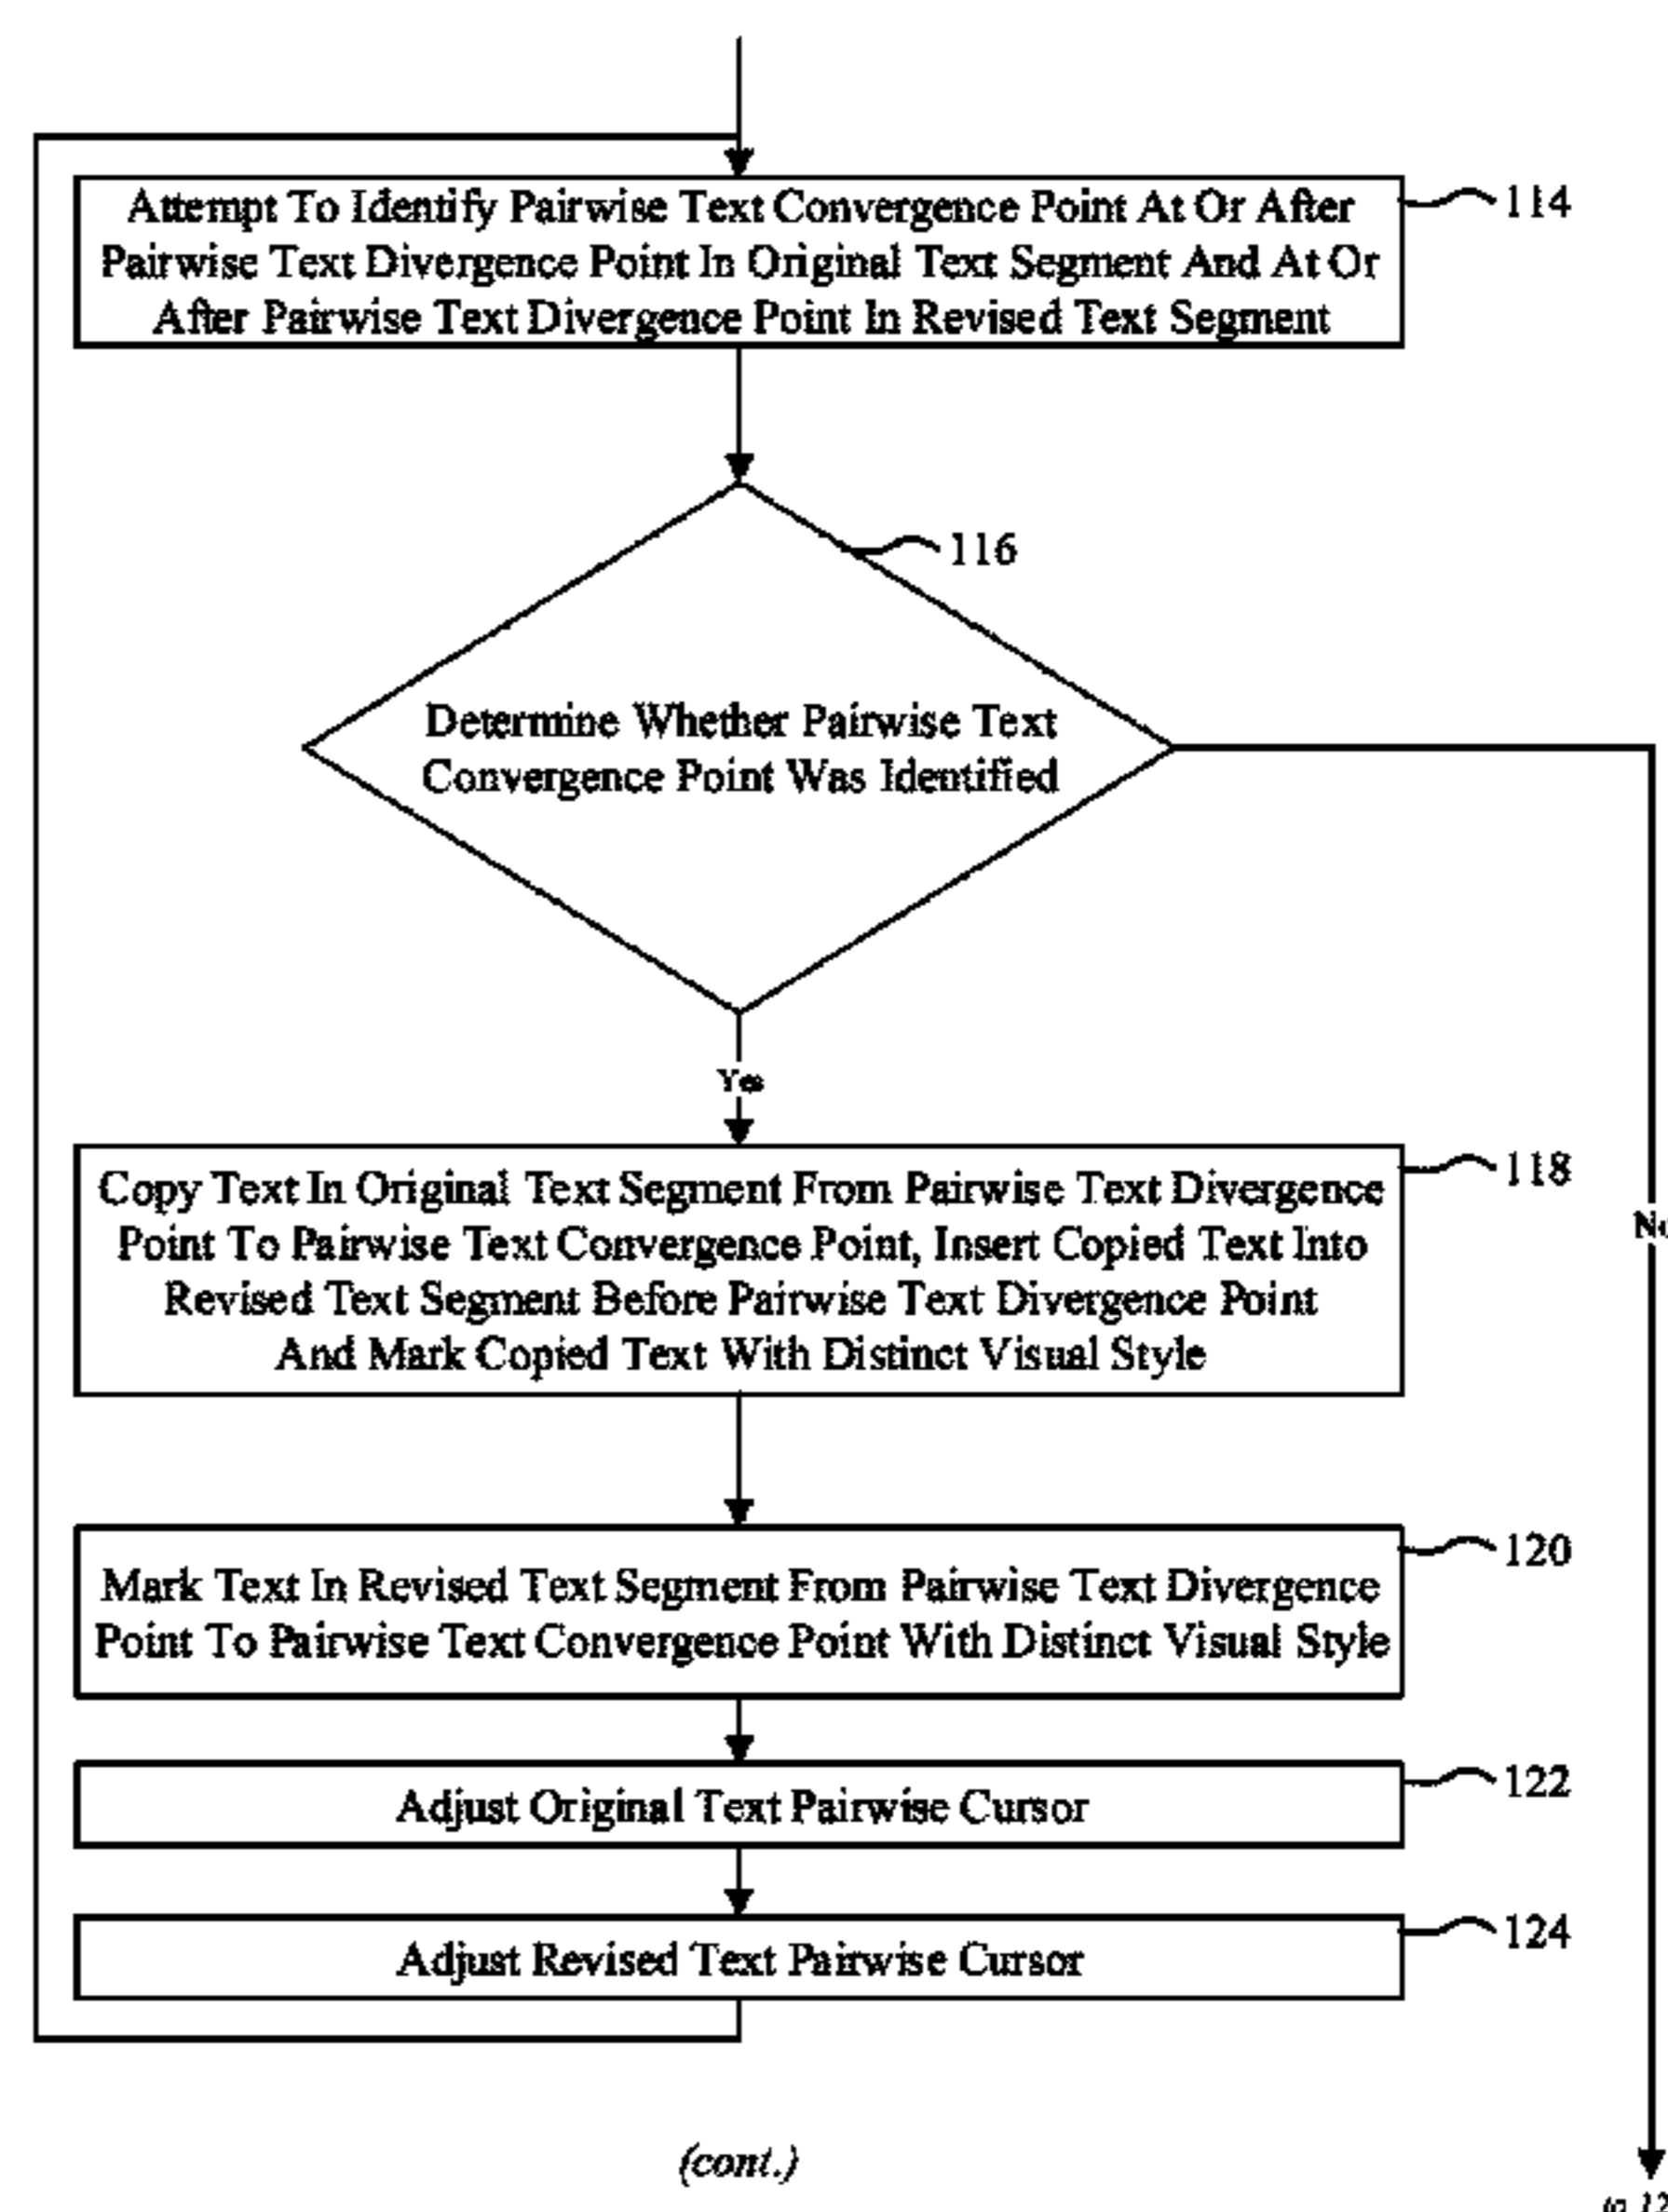 Attempt To Identify Pairwise Text Convergence Point At Or After
Pairwise Text Divergence Point In Original Text Segment And At Or
After Pairwise Text Divergence Point In Revised Text Segment
114
116
Determine Whether Pairwise Text
Convergence Point Was Identified
Yes
Copy Text In Original Text Segment From Pairwise Text Divergence
Point To Pairwise Text Convergence Point, Insert Copied Text Into
Revised Text Segment Before Pairwise Text Divergence Point
And Mark Copied Text With Distinct Visual Style
118
No
Mark Text In Revised Text Segment From Pairwise Text Divergence
Point To Pairwise Text Convergence Point With Distinct Visual Style
120
Adjust Original Text Pairwise Cursor
122
Adjust Revised Text Pairwise Cursor
124
(cont.)